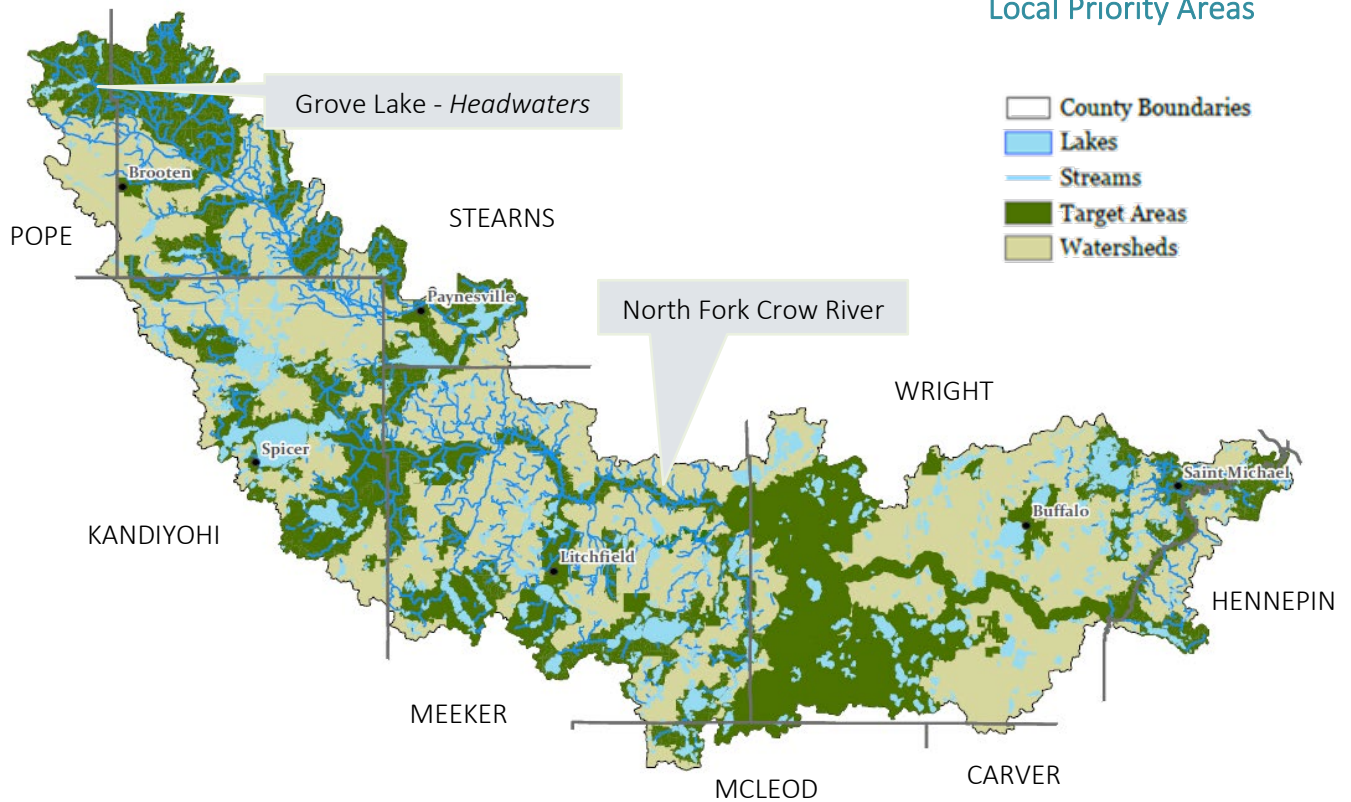 Local Priority Areas
Grove Lake - Headwaters
County Boundaries
Lakes
Streams
Target Areas
Watersheds
Brooten
STEARNS
POPE
Paynesville
North Fork Crow River
WRIGHT
Spicer
Saint Michael
Buffalo
KANDIYOHI
Litchfield
HENNEPIN
MEEKER
CARVER
MCLEOD